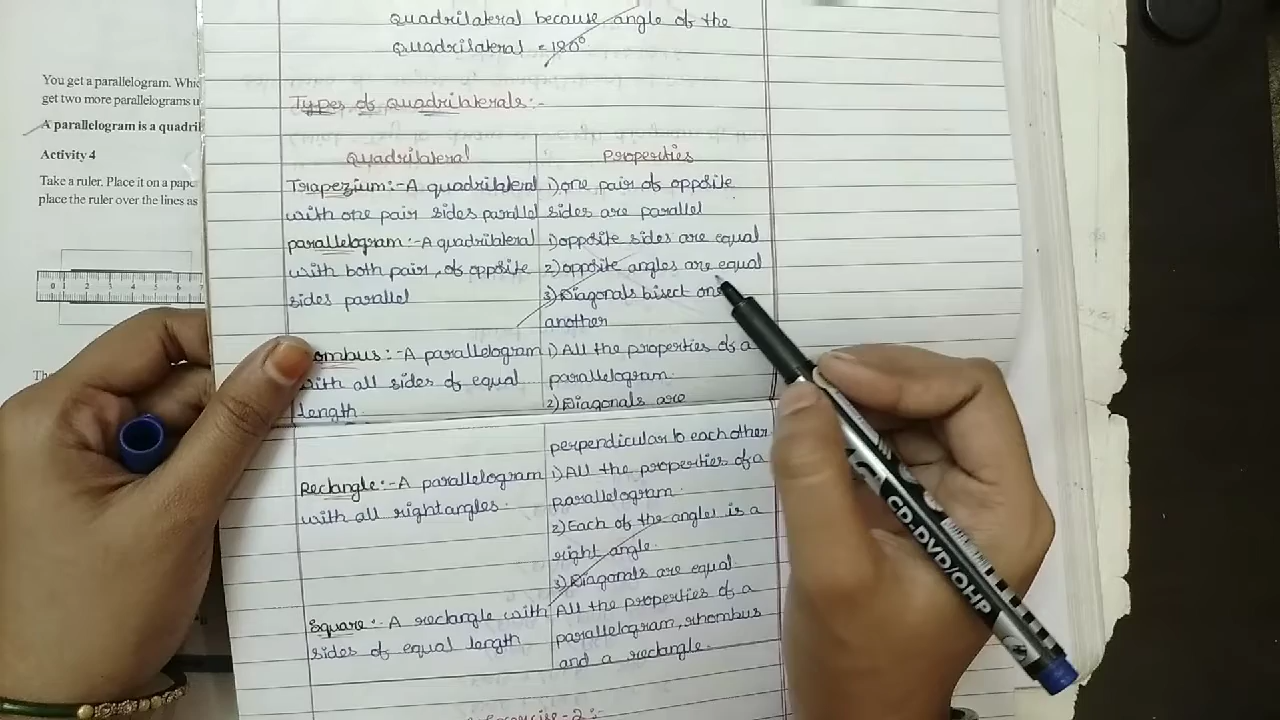 Quadrilateral because angle of the
Quadrilateral = 180°
You get a parallelogram.
get two more parallelograms
A parallelogram is a
Activity 4
Take a ruler. Place it on a
place the ruler over the lines as
Types of Quadrilaterals:-
Quadrilateral
Properties
Trapezium:- A quadrilateral
with one pair sides parallel
1) one pair of opposite
sides are parallel
parallelogram:- A quadrilateral
with both pair, of opposite
sides parallel
1) opposite sides are equal
2) opposite angles are equal
3) Diagonals bisect one
another
ombus:- A parallelogram
with all sides of equal
length.
1) All the properties of a
parallelogram.
2) Diagonals are
perpendicular to each other
Rectangle:- A parallelogram
with all right angles.
1) All the properties of a
parallelogram.
2) Each of the angles is a
right angle.
3) Diagonals are equal.
Square:- A rectangle with
sides of equal length
All the properties of a
parallelogram, rhombus
and a rectangle.
CD-DVD/OHP